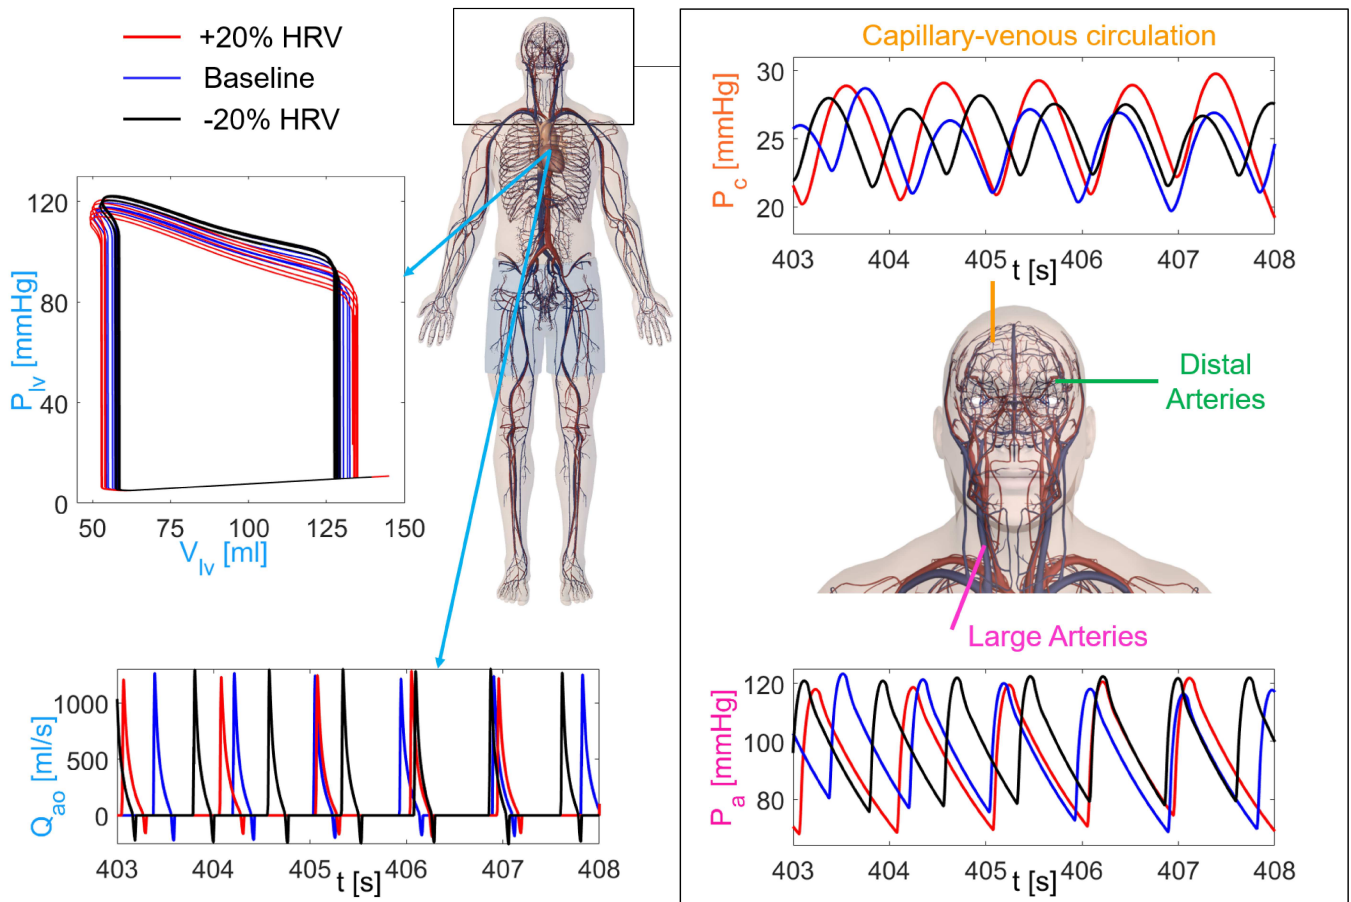 +20% HRV
Baseline
-20% HRV
120
80
40
0
P_lv [mmHg]
50 75 100 125 150
V_lv [ml]
1000
500
0
Q_ao [ml/s]
403 404 405 406 407 408
t [s]
Capillary-venous circulation
30
25
20
P_c [mmHg]
403 404 405 406 407 408
t [s]
Distal
Arteries
Large Arteries
120
100
80
P_a [mmHg]
403 404 405 406 407 408
t [s]